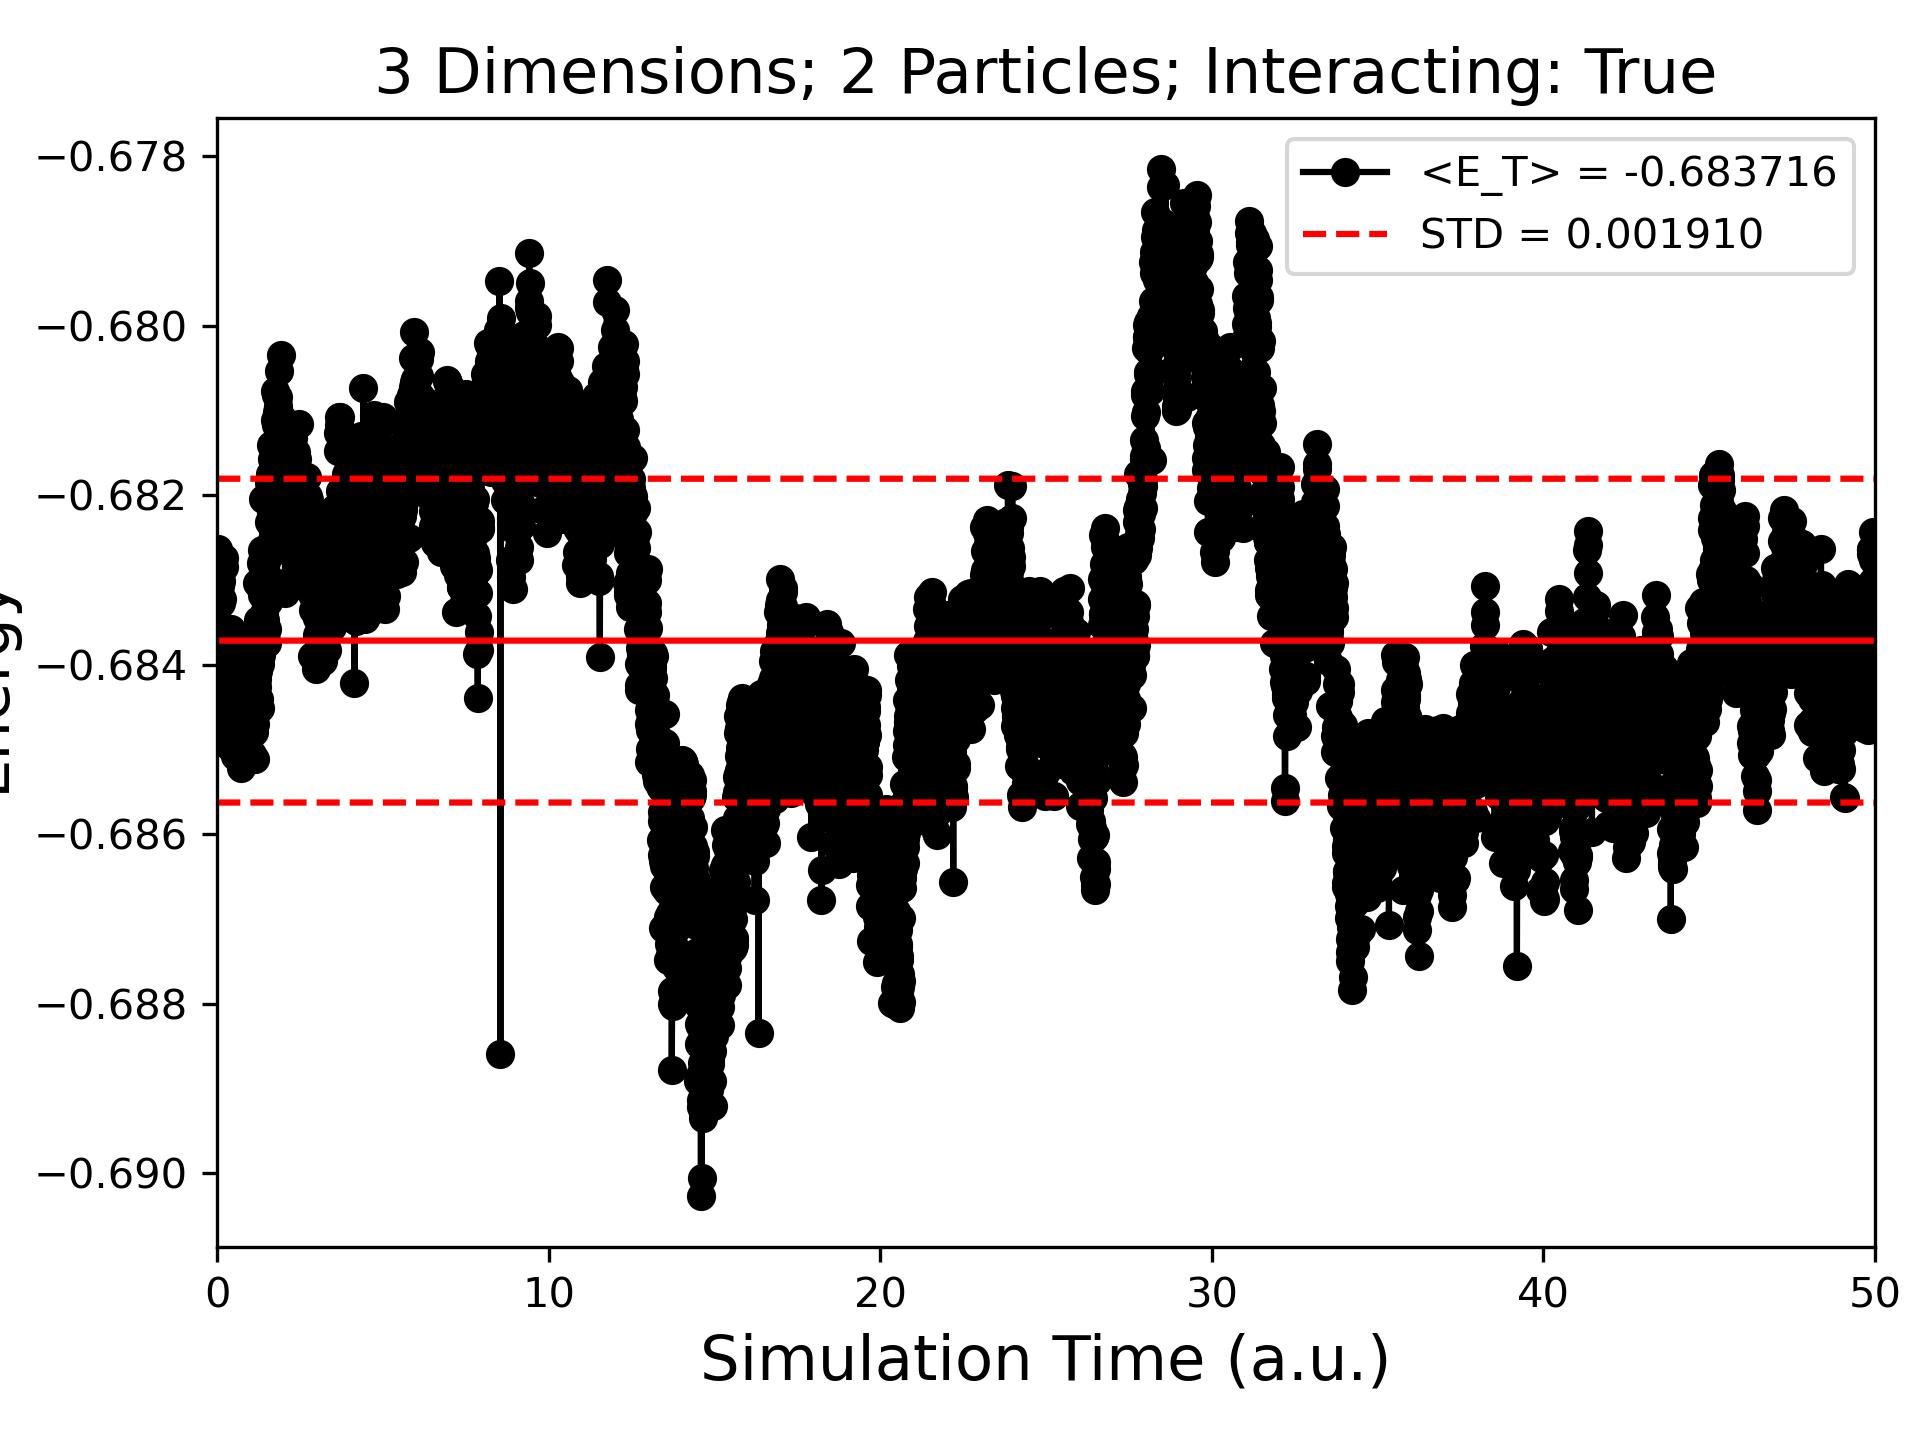 3 Dimensions; 2 Particles; Interacting: True
<E_T> = -0.683716
STD = 0.001910
−0.678
−0.680
−0.682
−0.684
−0.686
−0.688
−0.690
Energy
0 10 20 30 40 50
Simulation Time (a.u.)